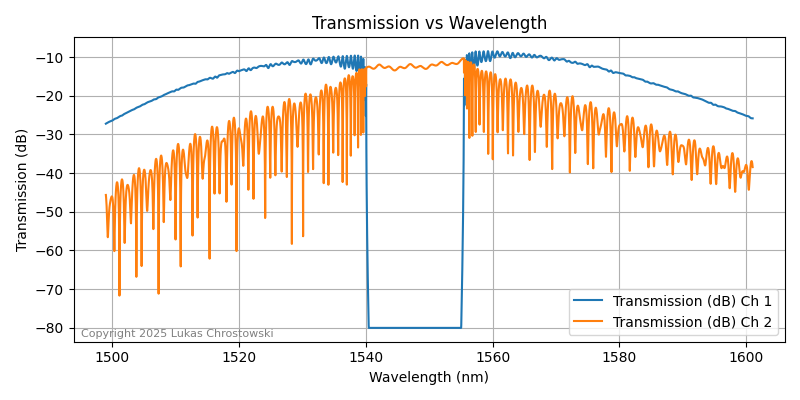 Transmission vs Wavelength
−10
−20
−30
−40
−50
−60
−70
−80
Transmission (dB)
Transmission (dB) Ch 1
Transmission (dB) Ch 2
Copyright 2025 Lukas Chrostowski
1500
1520
1540
1560
1580
1600
Wavelength (nm)